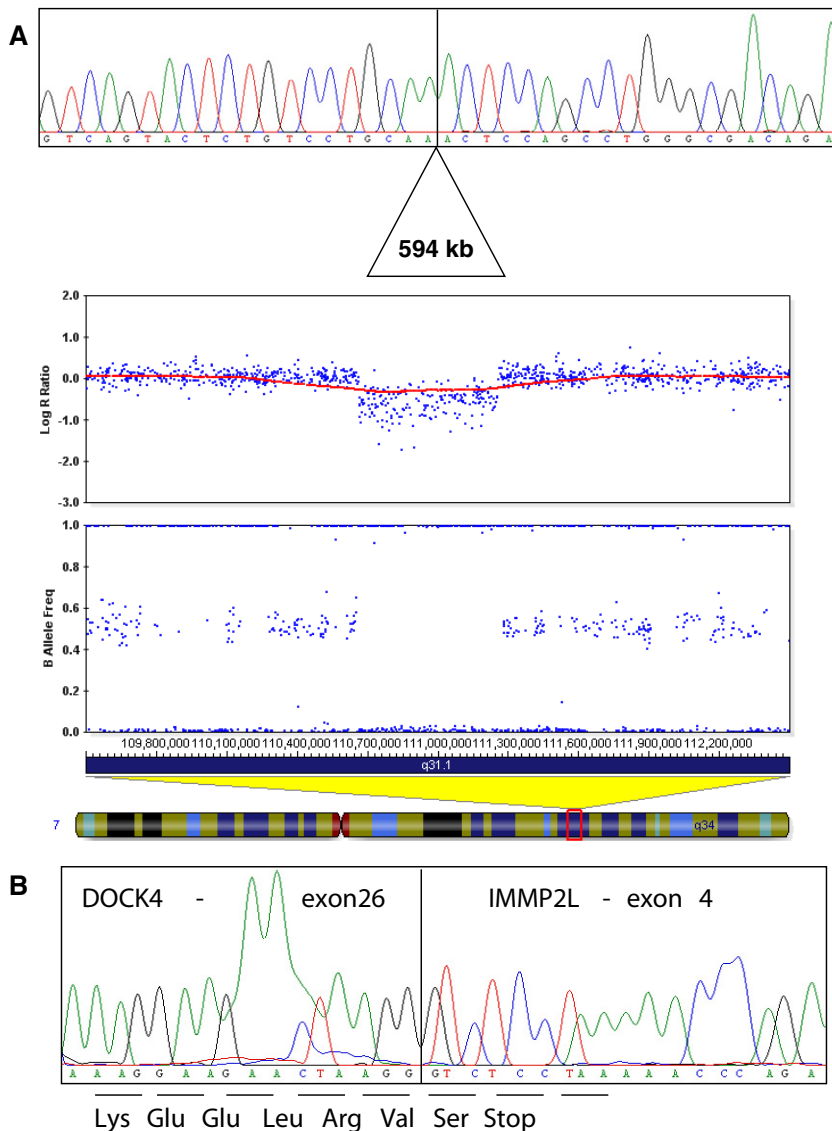 A
G T C A G T A C T C T G T C C T G C A A A C T C C A G C C T G G G C G A C A G A
594 kb
2.0
1.0
0.0
-1.0
-2.0
-3.0
Log R Ratio
1.0
0.8
0.6
0.4
0.2
0.0
B Allele Freq
109,800,000 110,100,000 110,400,000 110,700,000 111,000,000 111,300,000 111,600,000 111,900,000 112,200,000
q31.1
7
q34
B
DOCK4 - exon26 IMMP2L - exon 4
A A A G G A A G A A C T A A G G G T C T C C T A A A A A C C C A G A
Lys Glu Glu Leu Arg Val Ser Stop